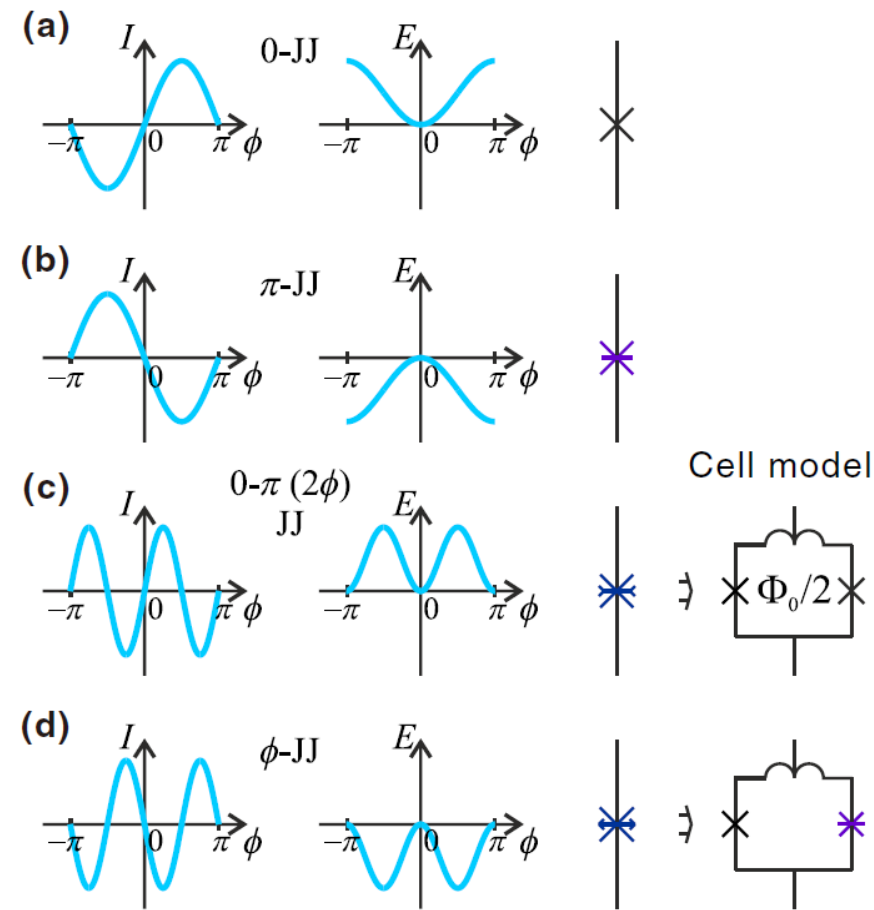 (a)
I 0-JJ E
−π 0 π ϕ −π 0 π ϕ
(b)
I π-JJ E
−π 0 π ϕ −π 0 π ϕ
Cell model
(c) 0-π (2ϕ)
I JJ E
−π 0 π ϕ −π 0 π ϕ Φ₀/2
(d)
I ϕ-JJ E
−π 0 π ϕ −π 0 π ϕ